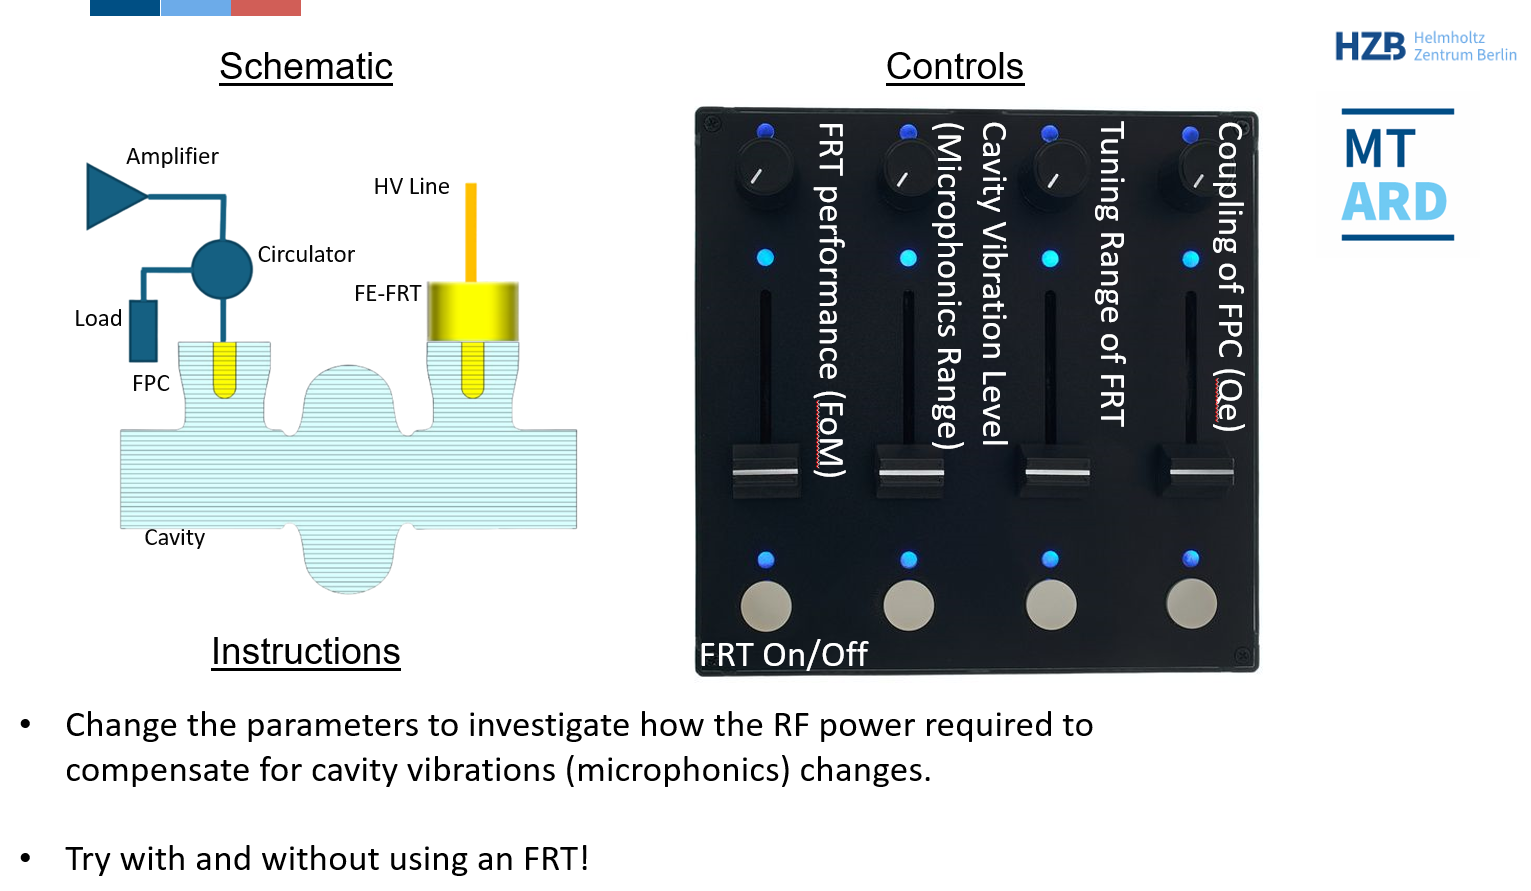 Schematic
Controls
HZB Helmholtz
Zentrum Berlin
MT
ARD
Amplifier
HV Line
Circulator
FE-FRT
Load
FPC
Cavity
FRT performance (FoM)
Cavity Vibration Level
(Microphonics Range)
Tuning Range of FRT
Coupling of FPC (Qe)
FRT On/Off
Instructions
• Change the parameters to investigate how the RF power required to
compensate for cavity vibrations (microphonics) changes.
• Try with and without using an FRT!